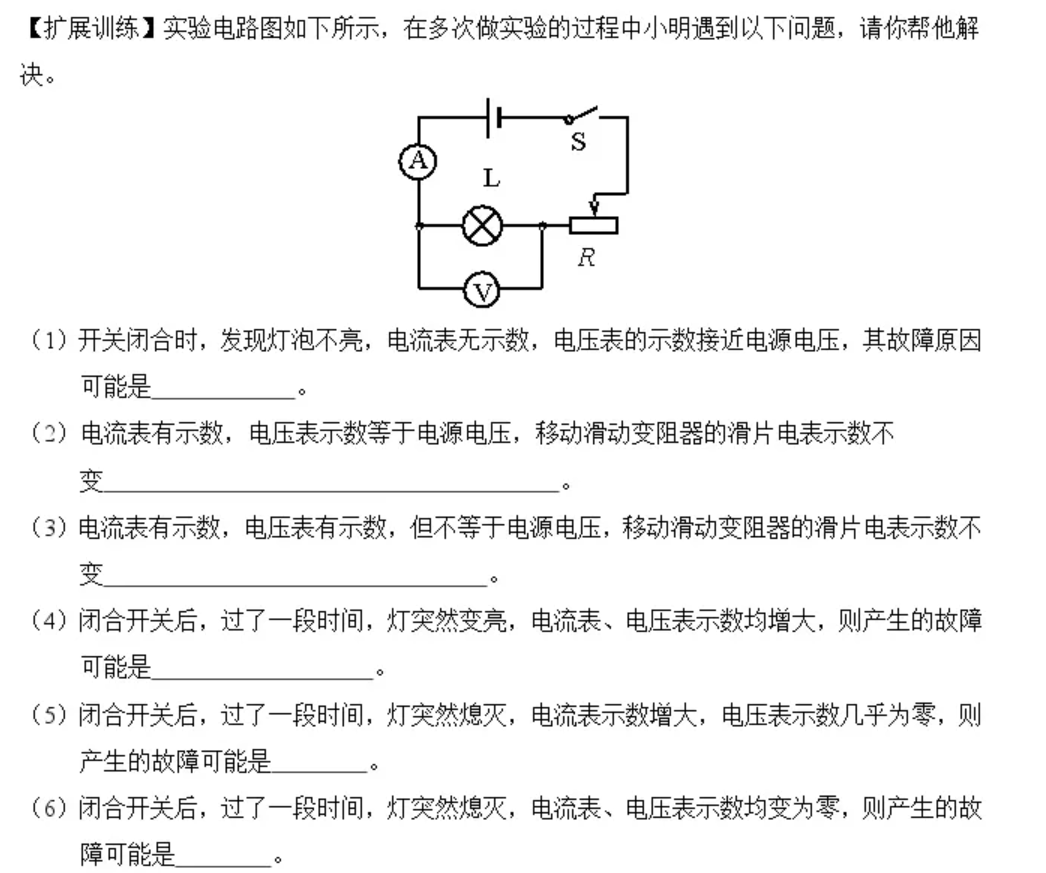 【扩展训练】实验电路图如下所示，在多次做实验的过程中小明遇到以下问题，请你帮他解
决。
S
A
L
R
V
（1）开关闭合时，发现灯泡不亮，电流表无示数，电压表的示数接近电源电压，其故障原因
可能是____________。
（2）电流表有示数，电压表示数等于电源电压，移动滑动变阻器的滑片电表示数不
变______________________________________。
（3）电流表有示数，电压表有示数，但不等于电源电压，移动滑动变阻器的滑片电表示数不
变________________________________。
（4）闭合开关后，过了一段时间，灯突然变亮，电流表、电压表示数均增大，则产生的故障
可能是__________________。
（5）闭合开关后，过了一段时间，灯突然熄灭，电流表示数增大，电压表示数几乎为零，则
产生的故障可能是________。
（6）闭合开关后，过了一段时间，灯突然熄灭，电流表、电压表示数均变为零，则产生的故
障可能是________。